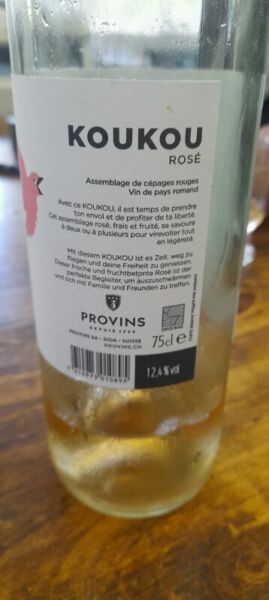 KOUKOU
ROSÉ
Assemblage de cépages rouges
Vin de pays romand
Avec ce KOUKOU, il est temps de prendre
ton envol et de profiter de ta liberté.
Cet assemblage rosé, frais et fruité, se savoure
à deux ou à plusieurs pour virevolter tout
en légèreté.
Mit diesem KOUKOU ist es Zeit, weg zu
fliegen und deine Freiheit zu geniessen.
Dieser frische und fruchtbetonte Rosé ist der
perfekte Begleiter, um auszuschwärmen
und sich mit Familie und Freunden zu treffen.
PROVINS
DEPUIS 1930
PROVINS SA - SION - SUISSE
PROVINS.CH
75cl e
12,4 % vol